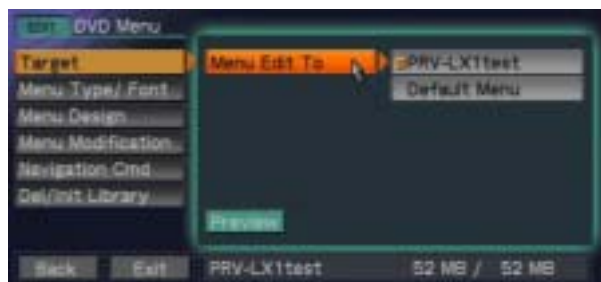 EDIT DVD Menu
Target
Menu Type/ Font
Menu Design
Menu Modification
Navigation Cmd
Del/Init Library
Menu Edit To
PRV-LX1test
Default Menu
Preview
Back Exit PRV-LX1test 52 MB / 52 MB